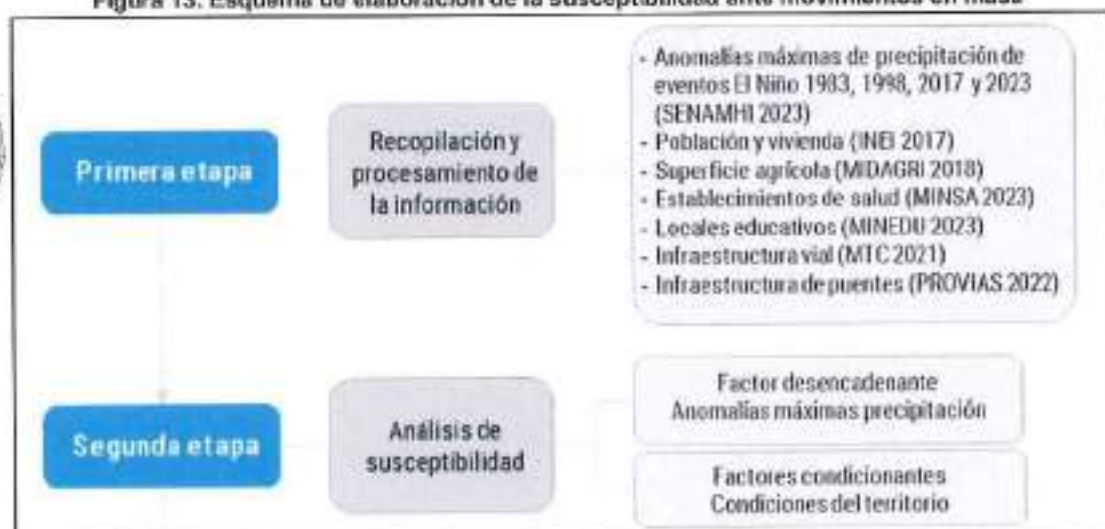 Figura 13. Esquema de elaboración de la susceptibilidad ante movimientos en masa
Primera etapa
Recopilación y
procesamiento de
la información
- Anomalías máximas de precipitación de
eventos El Niño 1983, 1998, 2017 y 2023
(SENAMHI 2023)
- Población y vivienda (INEI 2017)
- Superficie agrícola (MIDAGRI 2018)
- Establecimientos de salud (MINSA 2023)
- Locales educativos (MINEDU 2023)
- Infraestructura vial (MTC 2021)
- Infraestructura de puentes (PROVIAS 2022)
Segunda etapa
Análisis de
susceptibilidad
Factor desencadenante
Anomalías máximas precipitación
Factores condicionantes
Condiciones del territorio